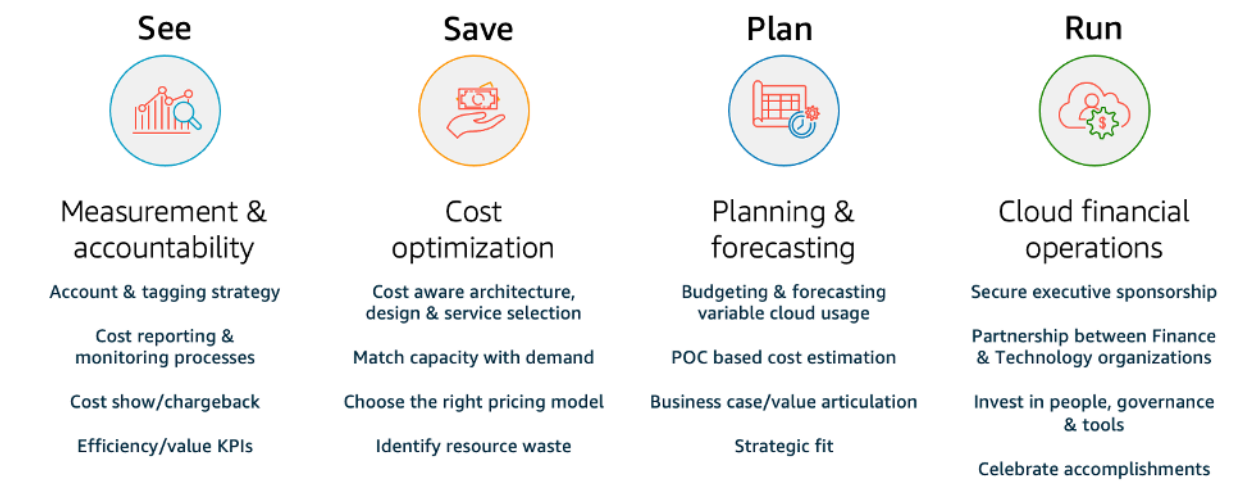 See
Measurement &
accountability
Account & tagging strategy
Cost reporting &
monitoring processes
Cost show/chargeback
Efficiency/value KPIs
Save
Cost
optimization
Cost aware architecture,
design & service selection
Match capacity with demand
Choose the right pricing model
Identify resource waste
Plan
Planning &
forecasting
Budgeting & forecasting
variable cloud usage
POC based cost estimation
Business case/value articulation
Strategic fit
Run
$
Cloud financial
operations
Secure executive sponsorship
Partnership between Finance
& Technology organizations
Invest in people, governance
& tools
Celebrate accomplishments